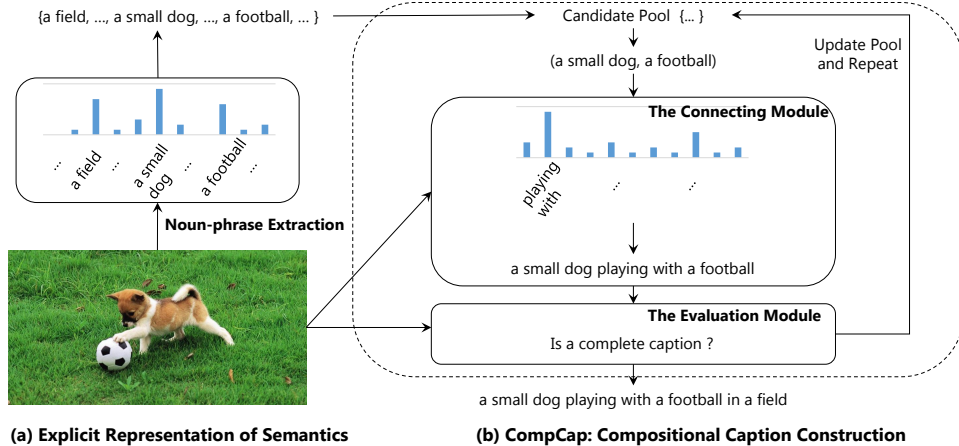 {a field, ..., a small dog, ..., a football, ... }
... a field ... a small dog ... a football ...
Noun-phrase Extraction
(a) Explicit Representation of Semantics
Candidate Pool {... }
(a small dog, a football)
Update Pool
and Repeat
The Connecting Module
playing with ... ...
a small dog playing with a football
The Evaluation Module
Is a complete caption ?
a small dog playing with a football in a field
(b) CompCap: Compositional Caption Construction